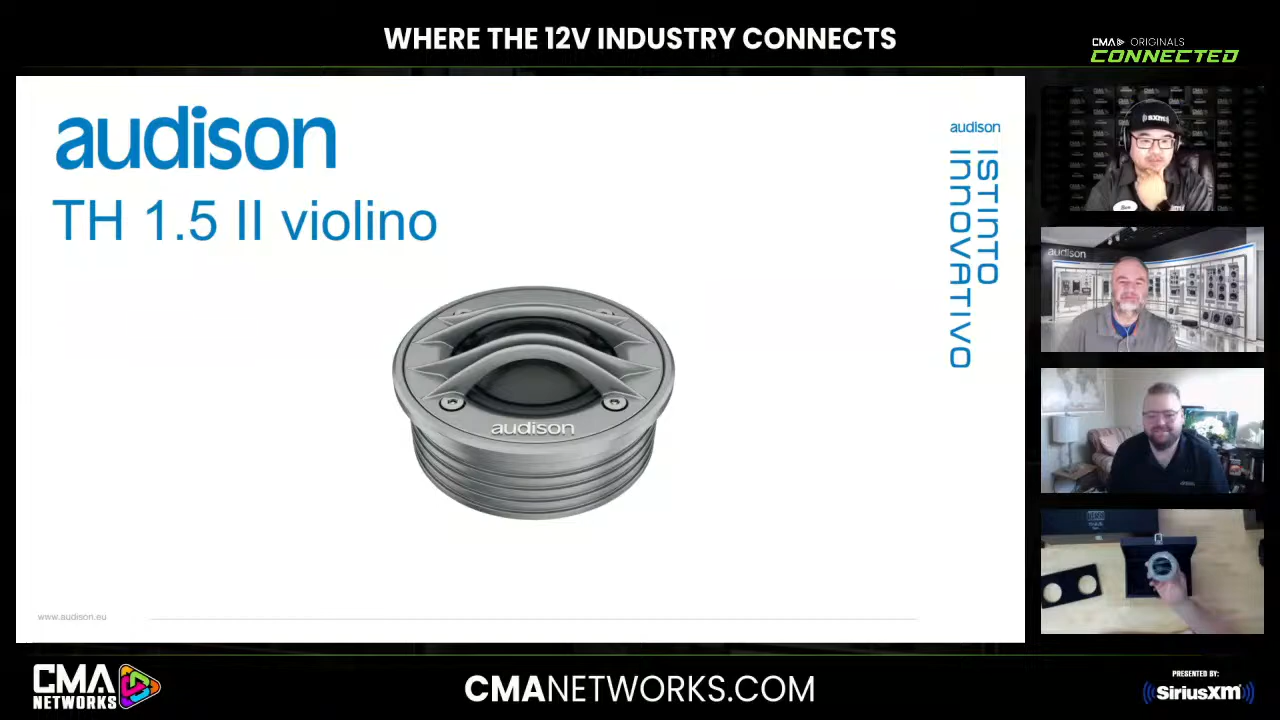 WHERE THE 12V INDUSTRY CONNECTS
CMA ORIGINALS
CONNECTED
audison
TH 1.5 II violino
audison
ISTINTO
INNOVATIVO
audison
www.audison.eu
SXM
audison
CMA
NETWORKS
CMANETWORKS.COM
PRESENTED BY:
SiriusXM